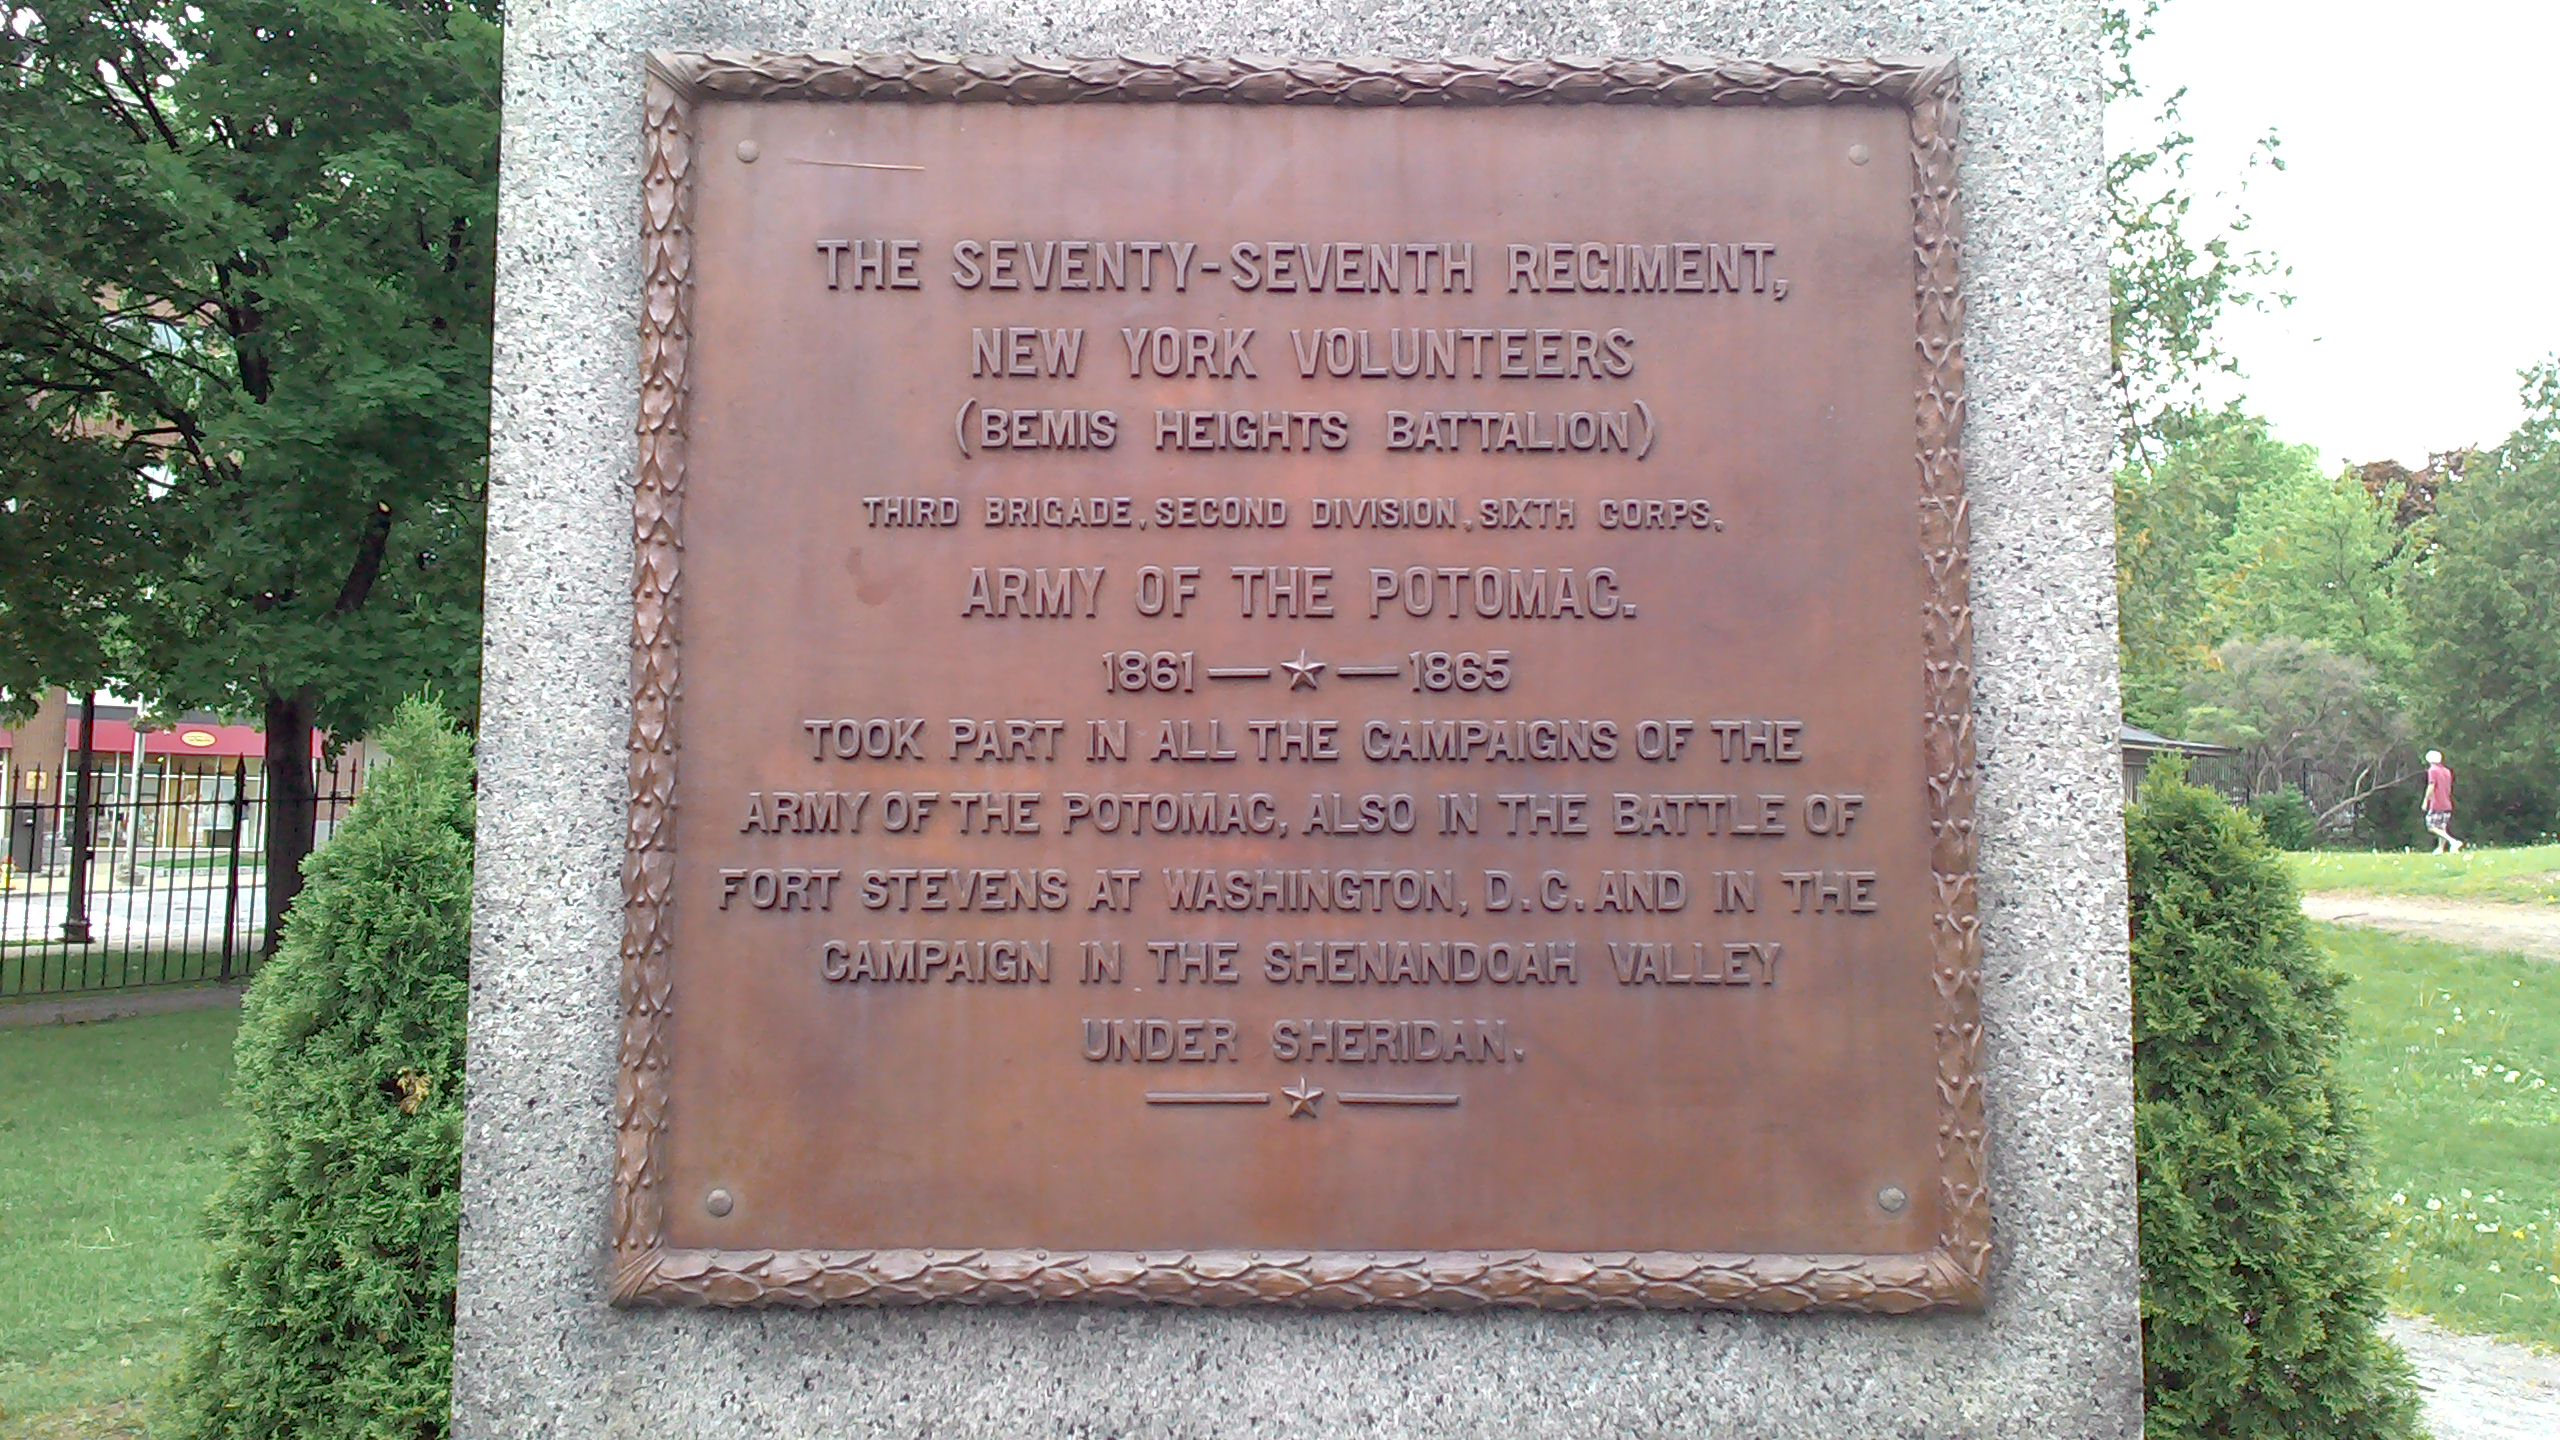 THE SEVENTY-SEVENTH REGIMENT,
NEW YORK VOLUNTEERS
(BEMIS HEIGHTS BATTALION)
THIRD BRIGADE, SECOND DIVISION, SIXTH CORPS,
ARMY OF THE POTOMAC.
1861 — ★ — 1865
TOOK PART IN ALL THE CAMPAIGNS OF THE
ARMY OF THE POTOMAC, ALSO IN THE BATTLE OF
FORT STEVENS AT WASHINGTON, D.C. AND IN THE
CAMPAIGN IN THE SHENANDOAH VALLEY
UNDER SHERIDAN.